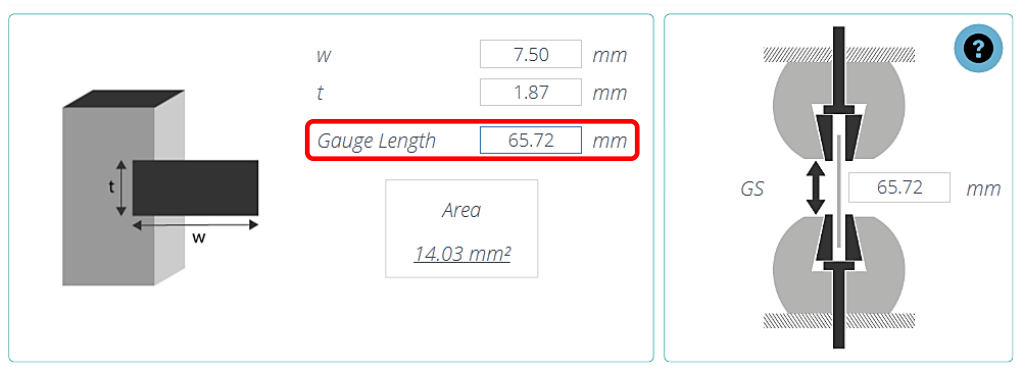 w 7.50 mm
t 1.87 mm
Gauge Length 65.72 mm
Area
14.03 mm²
t
w
?
GS 65.72 mm